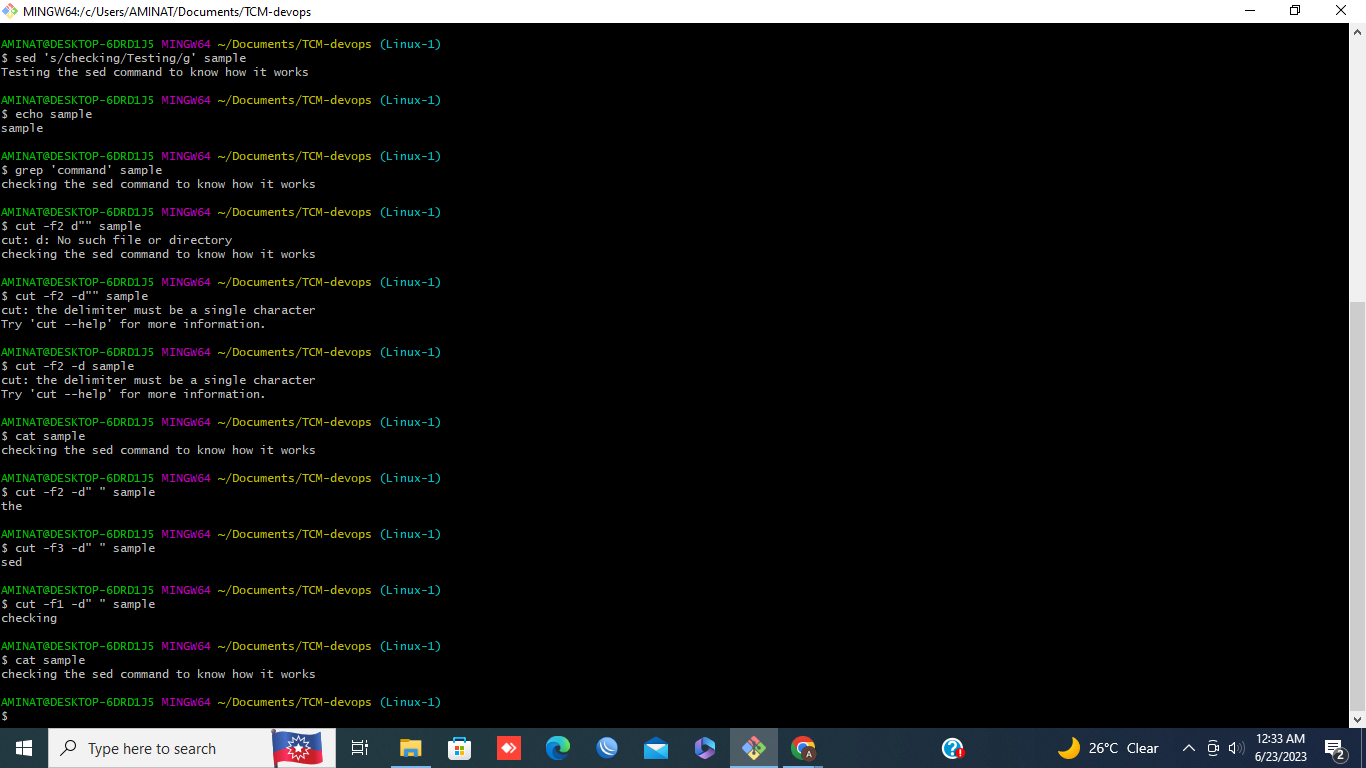 MINGW64:/c/Users/AMINAT/Documents/TCM-devops
AMINAT@DESKTOP-6DRD1J5 MINGW64 ~/Documents/TCM-devops (Linux-1)
$ sed 's/checking/Testing/g' sample
Testing the sed command to know how it works
AMINAT@DESKTOP-6DRD1J5 MINGW64 ~/Documents/TCM-devops (Linux-1)
$ echo sample
sample
AMINAT@DESKTOP-6DRD1J5 MINGW64 ~/Documents/TCM-devops (Linux-1)
$ grep 'command' sample
checking the sed command to know how it works
AMINAT@DESKTOP-6DRD1J5 MINGW64 ~/Documents/TCM-devops (Linux-1)
$ cut -f2 d"" sample
cut: d: No such file or directory
checking the sed command to know how it works
AMINAT@DESKTOP-6DRD1J5 MINGW64 ~/Documents/TCM-devops (Linux-1)
$ cut -f2 -d"" sample
cut: the delimiter must be a single character
Try 'cut --help' for more information.
AMINAT@DESKTOP-6DRD1J5 MINGW64 ~/Documents/TCM-devops (Linux-1)
$ cut -f2 -d sample
cut: the delimiter must be a single character
Try 'cut --help' for more information.
AMINAT@DESKTOP-6DRD1J5 MINGW64 ~/Documents/TCM-devops (Linux-1)
$ cat sample
checking the sed command to know how it works
AMINAT@DESKTOP-6DRD1J5 MINGW64 ~/Documents/TCM-devops (Linux-1)
$ cut -f2 -d" " sample
the
AMINAT@DESKTOP-6DRD1J5 MINGW64 ~/Documents/TCM-devops (Linux-1)
$ cut -f3 -d" " sample
sed
AMINAT@DESKTOP-6DRD1J5 MINGW64 ~/Documents/TCM-devops (Linux-1)
$ cut -f1 -d" " sample
checking
AMINAT@DESKTOP-6DRD1J5 MINGW64 ~/Documents/TCM-devops (Linux-1)
$ cat sample
checking the sed command to know how it works
AMINAT@DESKTOP-6DRD1J5 MINGW64 ~/Documents/TCM-devops (Linux-1)
$
Type here to search
A
26°C Clear
12:33 AM
6/23/2023
2